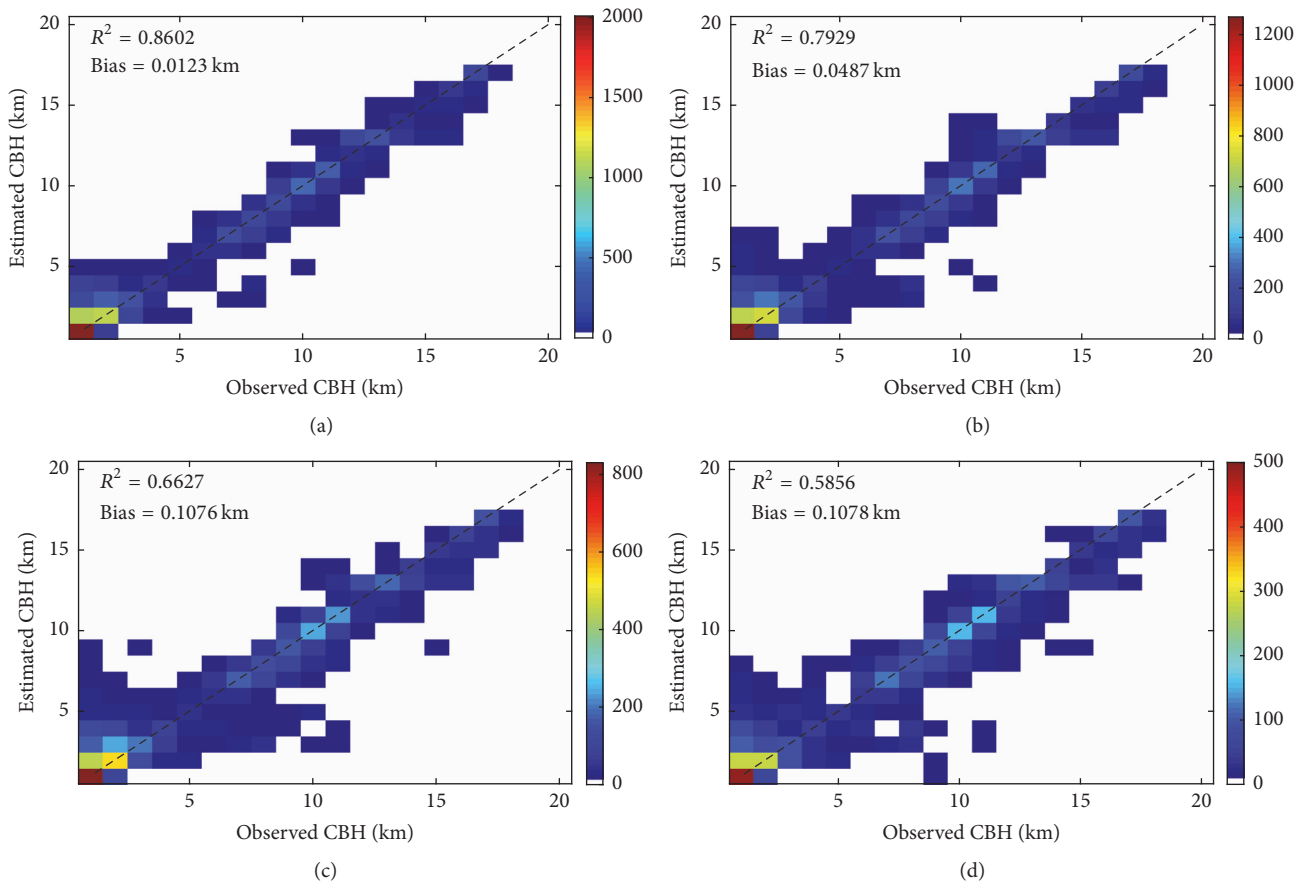 R² = 0.8602
Bias = 0.0123 km
Estimated CBH (km)
20
15
10
5
5
10
15
20
Observed CBH (km)
2000
1500
1000
500
0
(a)
R² = 0.7929
Bias = 0.0487 km
Estimated CBH (km)
20
15
10
5
5
10
15
20
Observed CBH (km)
1200
1000
800
600
400
200
0
(b)
R² = 0.6627
Bias = 0.1076 km
Estimated CBH (km)
20
15
10
5
5
10
15
20
Observed CBH (km)
800
600
400
200
0
(c)
R² = 0.5856
Bias = 0.1078 km
Estimated CBH (km)
20
15
10
5
5
10
15
20
Observed CBH (km)
500
400
300
200
100
0
(d)